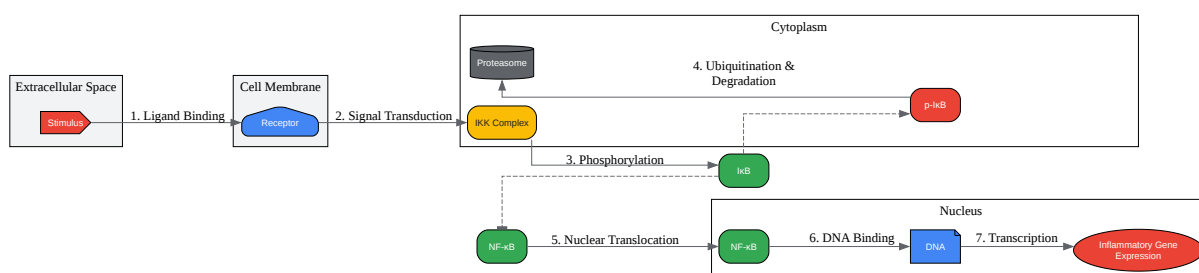 Cytoplasm
Proteasome
4. Ubiquitination &
Degradation
Extracellular Space
Cell Membrane
p-IκB
Stimulus
1. Ligand Binding
Receptor
2. Signal Transduction
IKK Complex
3. Phosphorylation
IκB
Nucleus
NF-κB
5. Nuclear Translocation
NF-κB
6. DNA Binding
DNA
7. Transcription
Inflammatory Gene
Expression